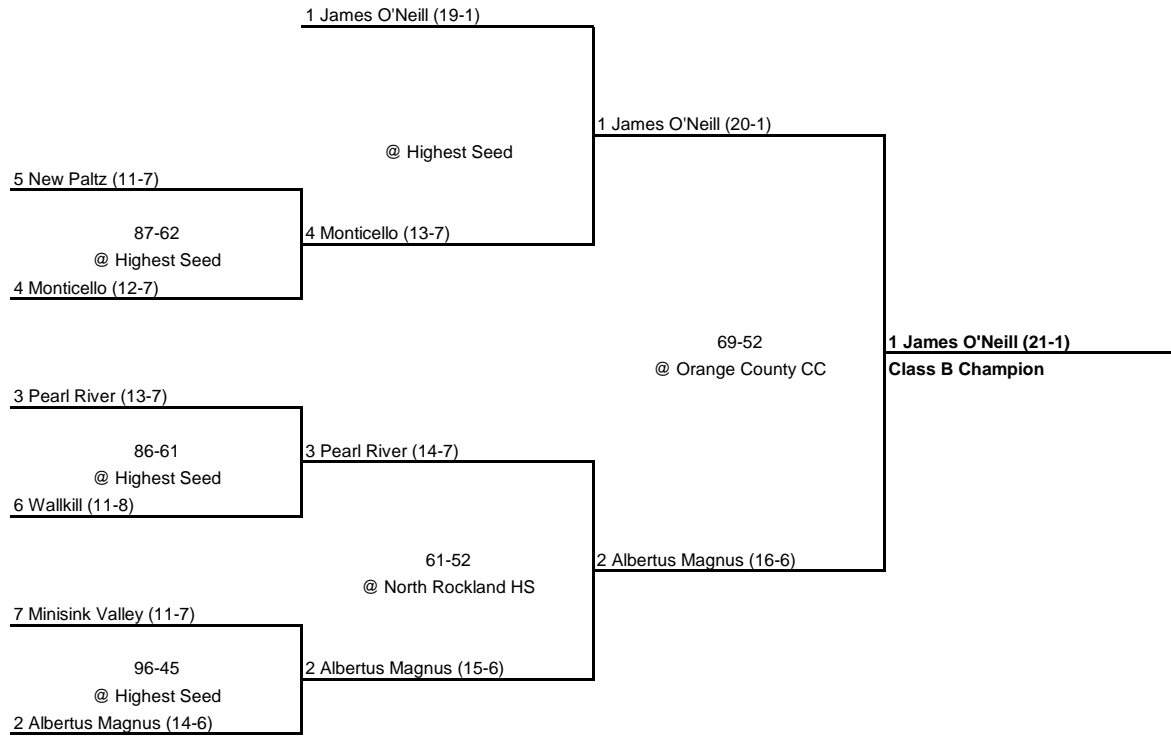 1 James O'Neill (19-1)
1 James O'Neill (20-1)
@ Highest Seed
5 New Paltz (11-7)
87-62
4 Monticello (13-7)
@ Highest Seed
4 Monticello (12-7)
69-52
1 James O'Neill (21-1)
@ Orange County CC
Class B Champion
3 Pearl River (13-7)
86-61
3 Pearl River (14-7)
@ Highest Seed
6 Wallkill (11-8)
61-52
2 Albertus Magnus (16-6)
@ North Rockland HS
7 Minisink Valley (11-7)
96-45
2 Albertus Magnus (15-6)
@ Highest Seed
2 Albertus Magnus (14-6)